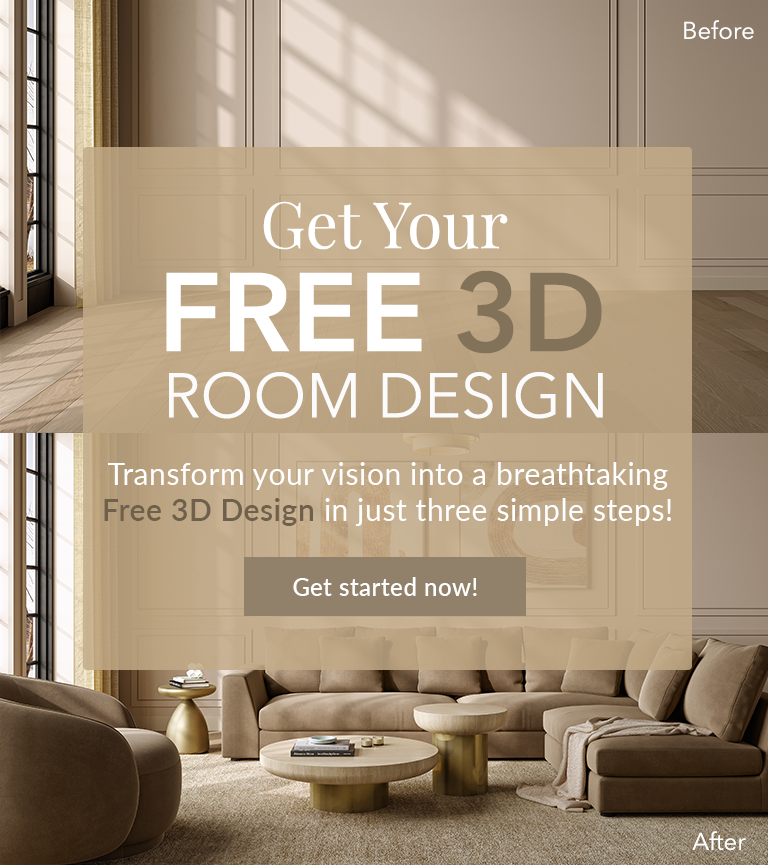 Before
Get Your
FREE 3D
ROOM DESIGN
Transform your vision into a breathtaking
Free 3D Design in just three simple steps!
Get started now!
After